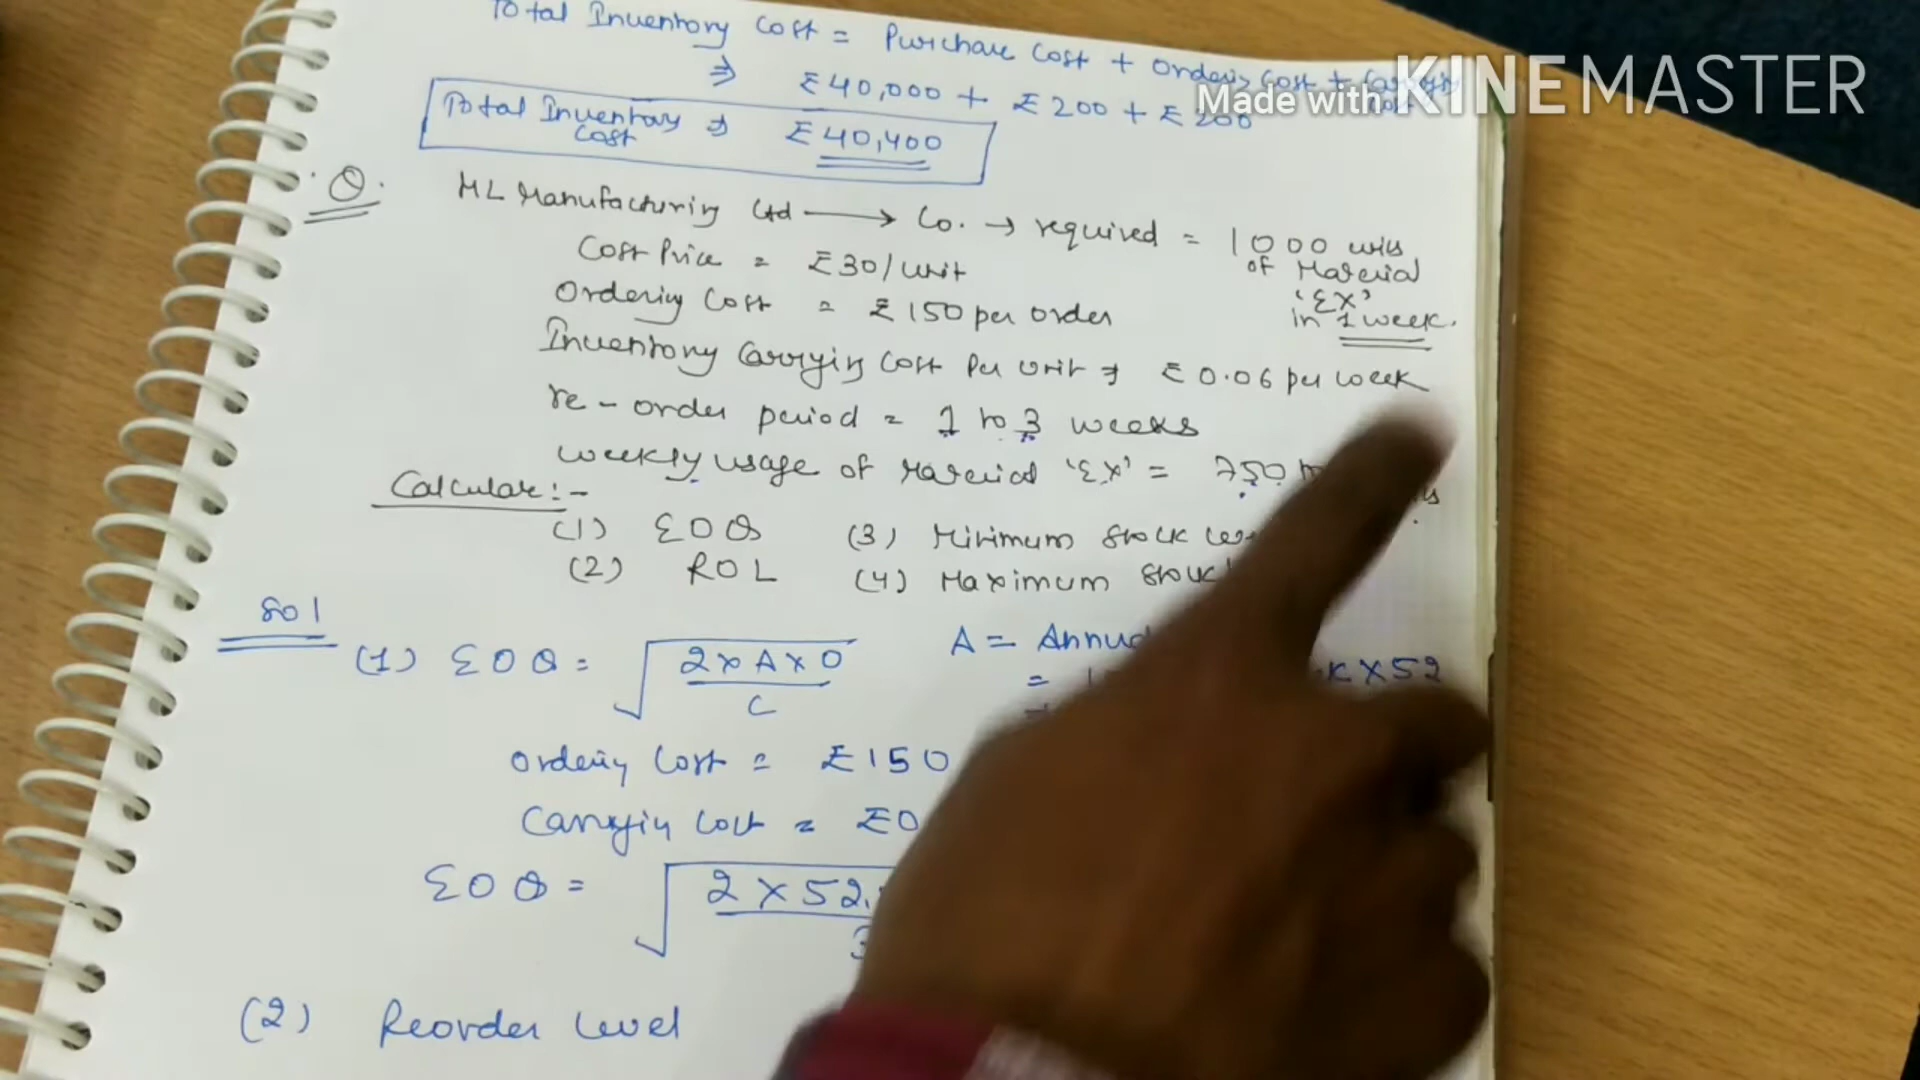 Total Inventory Cost = Purchase Cost + Ordering Cost + Carrying
⇒ ₹40,000 + ₹200 + ₹200
Made with KINEMASTER
Total Inventory Cost ⇒ ₹40,400
Q. ML Manufacturing Ltd → Co. → required = 1000 units of Material 'EX' in 1 week.
Cost Price = ₹30/unit
Ordering Cost = ₹150 per order
Inventory Carrying Cost Per Unit ⇒ ₹0.06 per week
re-order period = 1 to 3 weeks
weekly usage of Material 'EX' = 750
Calculate:-
(1) EOQ (3) Minimum Stock
(2) ROL (4) Maximum Stock
Sol
(1) EOQ = √ 2×A×O / C
A =
=
× 52
Ordering Cost = ₹150
Carrying Cost = ₹0
EOQ = √ 2 × 52,
3
(2) Reorder Level